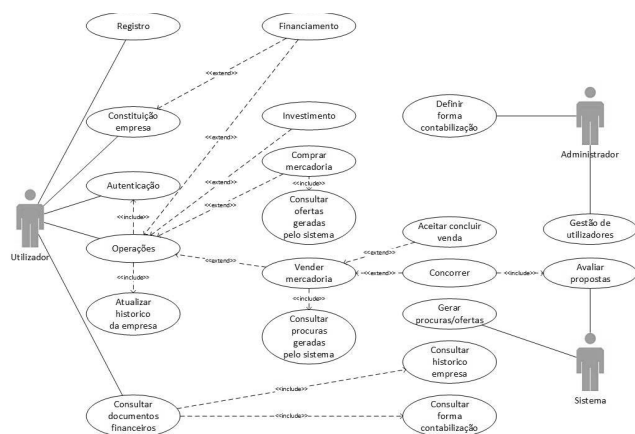 Registro
Financiamento
<<extend>>
Constituição
empresa
<<extend>>
Investimento
Definir
forma
contabilização
Administrador
Comprar
mercadoria
<<extend>>
<<extend>>
<<include>>
Autenticação
<<include>>
Consultar
ofertas
geradas
pelo sistema
Utilizador
Operações
Aceitar concluir
venda
Gestão de
utilizadores
<<extend>>
<<extend>>
Vender
mercadoria
<<extend>>
Concorrer
<<include>>
Avaliar
propostas
<<include>>
Atualizar
historico
da empresa
<<include>>
Consultar
procuras
geradas
pelo sistema
Gerar
procuras/ofertas
Sistema
Consultar
historico
empresa
<<include>>
Consultar
documentos
financeiros
<<include>>
Consultar
forma
contabilização